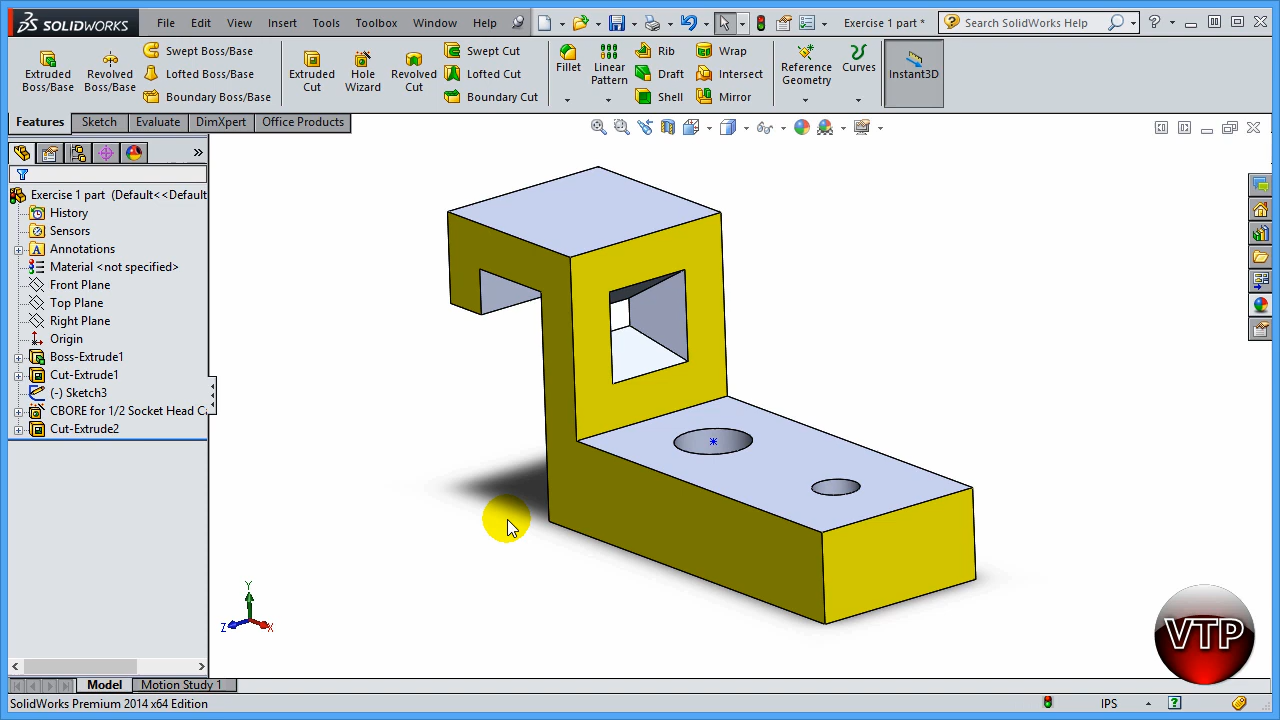 SOLIDWORKS
File Edit View Insert Tools Toolbox Window Help
Exercise 1 part *
Search SolidWorks Help
Extruded Boss/Base
Revolved Boss/Base
Swept Boss/Base
Lofted Boss/Base
Boundary Boss/Base
Extruded Cut
Hole Wizard
Revolved Cut
Swept Cut
Lofted Cut
Boundary Cut
Fillet
Linear Pattern
Rib
Draft
Shell
Wrap
Intersect
Mirror
Reference Geometry
Curves
Instant3D
Features Sketch Evaluate DimXpert Office Products
Exercise 1 part (Default<<Default
History
Sensors
Annotations
Material <not specified>
Front Plane
Top Plane
Right Plane
Origin
Boss-Extrude1
Cut-Extrude1
(-) Sketch3
CBORE for 1/2 Socket Head C
Cut-Extrude2
Y
Z X
VTP
Model Motion Study 1
SolidWorks Premium 2014 x64 Edition
IPS